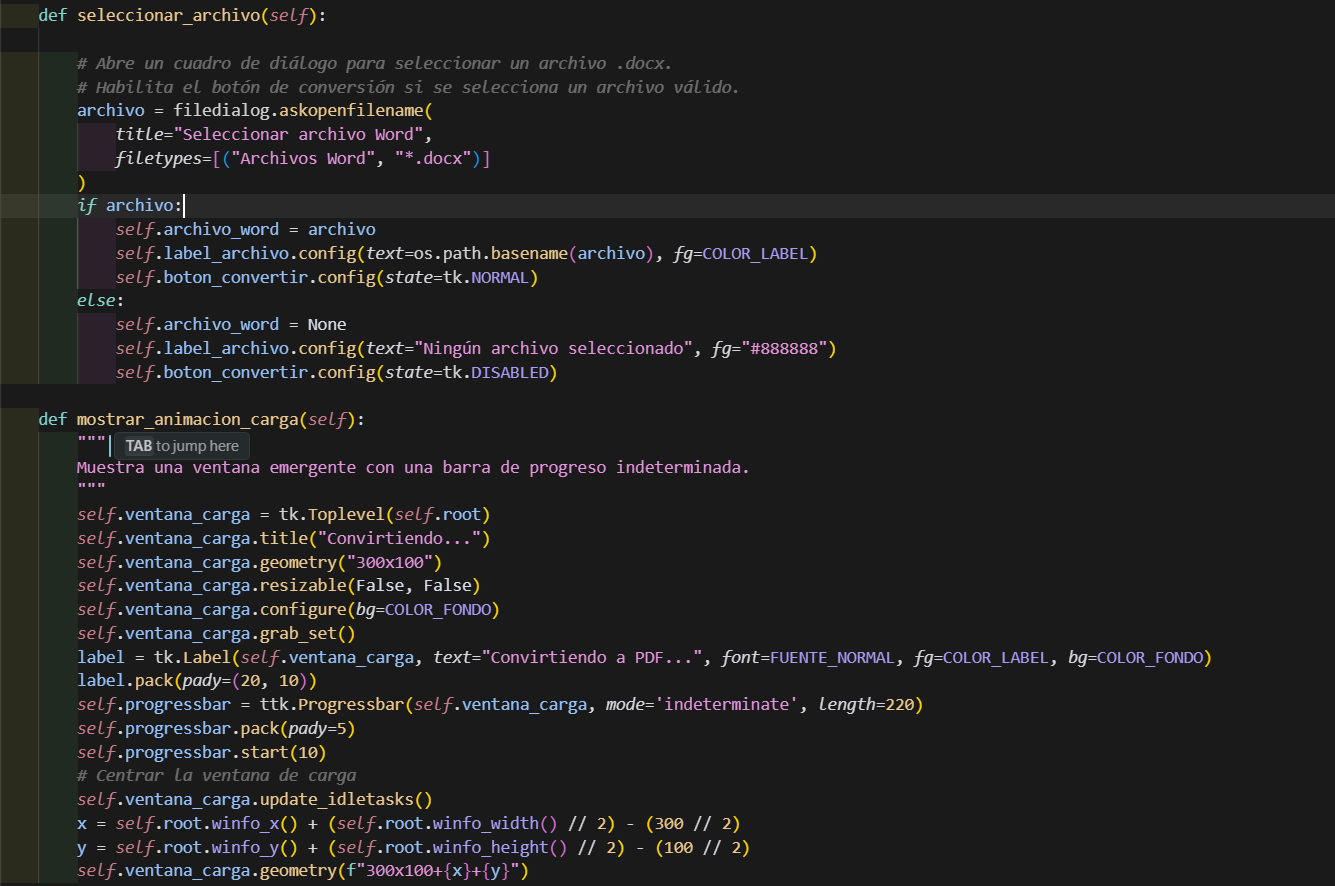 def seleccionar_archivo(self):
# Abre un cuadro de diálogo para seleccionar un archivo .docx.
# Habilita el botón de conversión si se selecciona un archivo válido.
archivo = filedialog.askopenfilename(
title="Seleccionar archivo Word",
filetypes=[("Archivos Word", "*.docx")]
)
if archivo:
self.archivo_word = archivo
self.label_archivo.config(text=os.path.basename(archivo), fg=COLOR_LABEL)
self.boton_convertir.config(state=tk.NORMAL)
else:
self.archivo_word = None
self.label_archivo.config(text="Ningún archivo seleccionado", fg="#888888")
self.boton_convertir.config(state=tk.DISABLED)
def mostrar_animacion_carga(self):
""" TAB to jump here
Muestra una ventana emergente con una barra de progreso indeterminada.
"""
self.ventana_carga = tk.Toplevel(self.root)
self.ventana_carga.title("Convirtiendo...")
self.ventana_carga.geometry("300x100")
self.ventana_carga.resizable(False, False)
self.ventana_carga.configure(bg=COLOR_FONDO)
self.ventana_carga.grab_set()
label = tk.Label(self.ventana_carga, text="Convirtiendo a PDF...", font=FUENTE_NORMAL, fg=COLOR_LABEL, bg=COLOR_FONDO)
label.pack(pady=(20, 10))
self.progressbar = ttk.Progressbar(self.ventana_carga, mode='indeterminate', length=220)
self.progressbar.pack(pady=5)
self.progressbar.start(10)
# Centrar la ventana de carga
self.ventana_carga.update_idletasks()
x = self.root.winfo_x() + (self.root.winfo_width() // 2) - (300 // 2)
y = self.root.winfo_y() + (self.root.winfo_height() // 2) - (100 // 2)
self.ventana_carga.geometry(f"300x100+{x}+{y}")